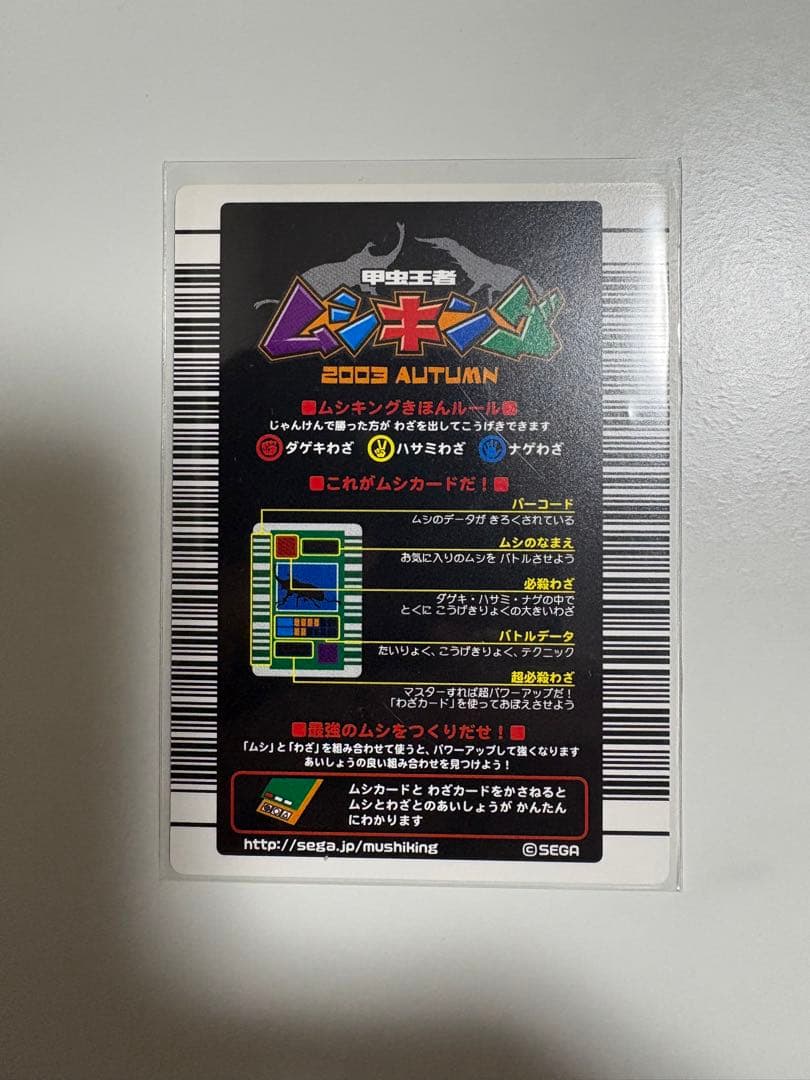 甲虫王者
ムシキング
2003 AUTUMN
ムシキングきほんルール
じゃんけんで勝った方が わざを出してこうげきできます
ダゲキわざ ハサミわざ ナゲわざ
これがムシカードだ！
バーコード
ムシのデータが きろくされている
ムシのなまえ
お気に入りのムシを バトルさせよう
必殺わざ
ダゲキ・ハサミ・ナゲの中で
とくに こうげきりょくの大きいわざ
バトルデータ
たいりょく、こうげきりょく、テクニック
超必殺わざ
マスターすれば超パワーアップだ！
「わざカード」を使っておぼえさせよう
最強のムシをつくりだせ！
「ムシ」と「わざ」を組み合わせて使うと、パワーアップして強くなります
あいしょうの良い組み合わせを見つけよう！
ムシカードと わざカードをかさねると
ムシとわざとのあいしょうが かんたん
にわかります
http://sega.jp/mushiking ©SEGA